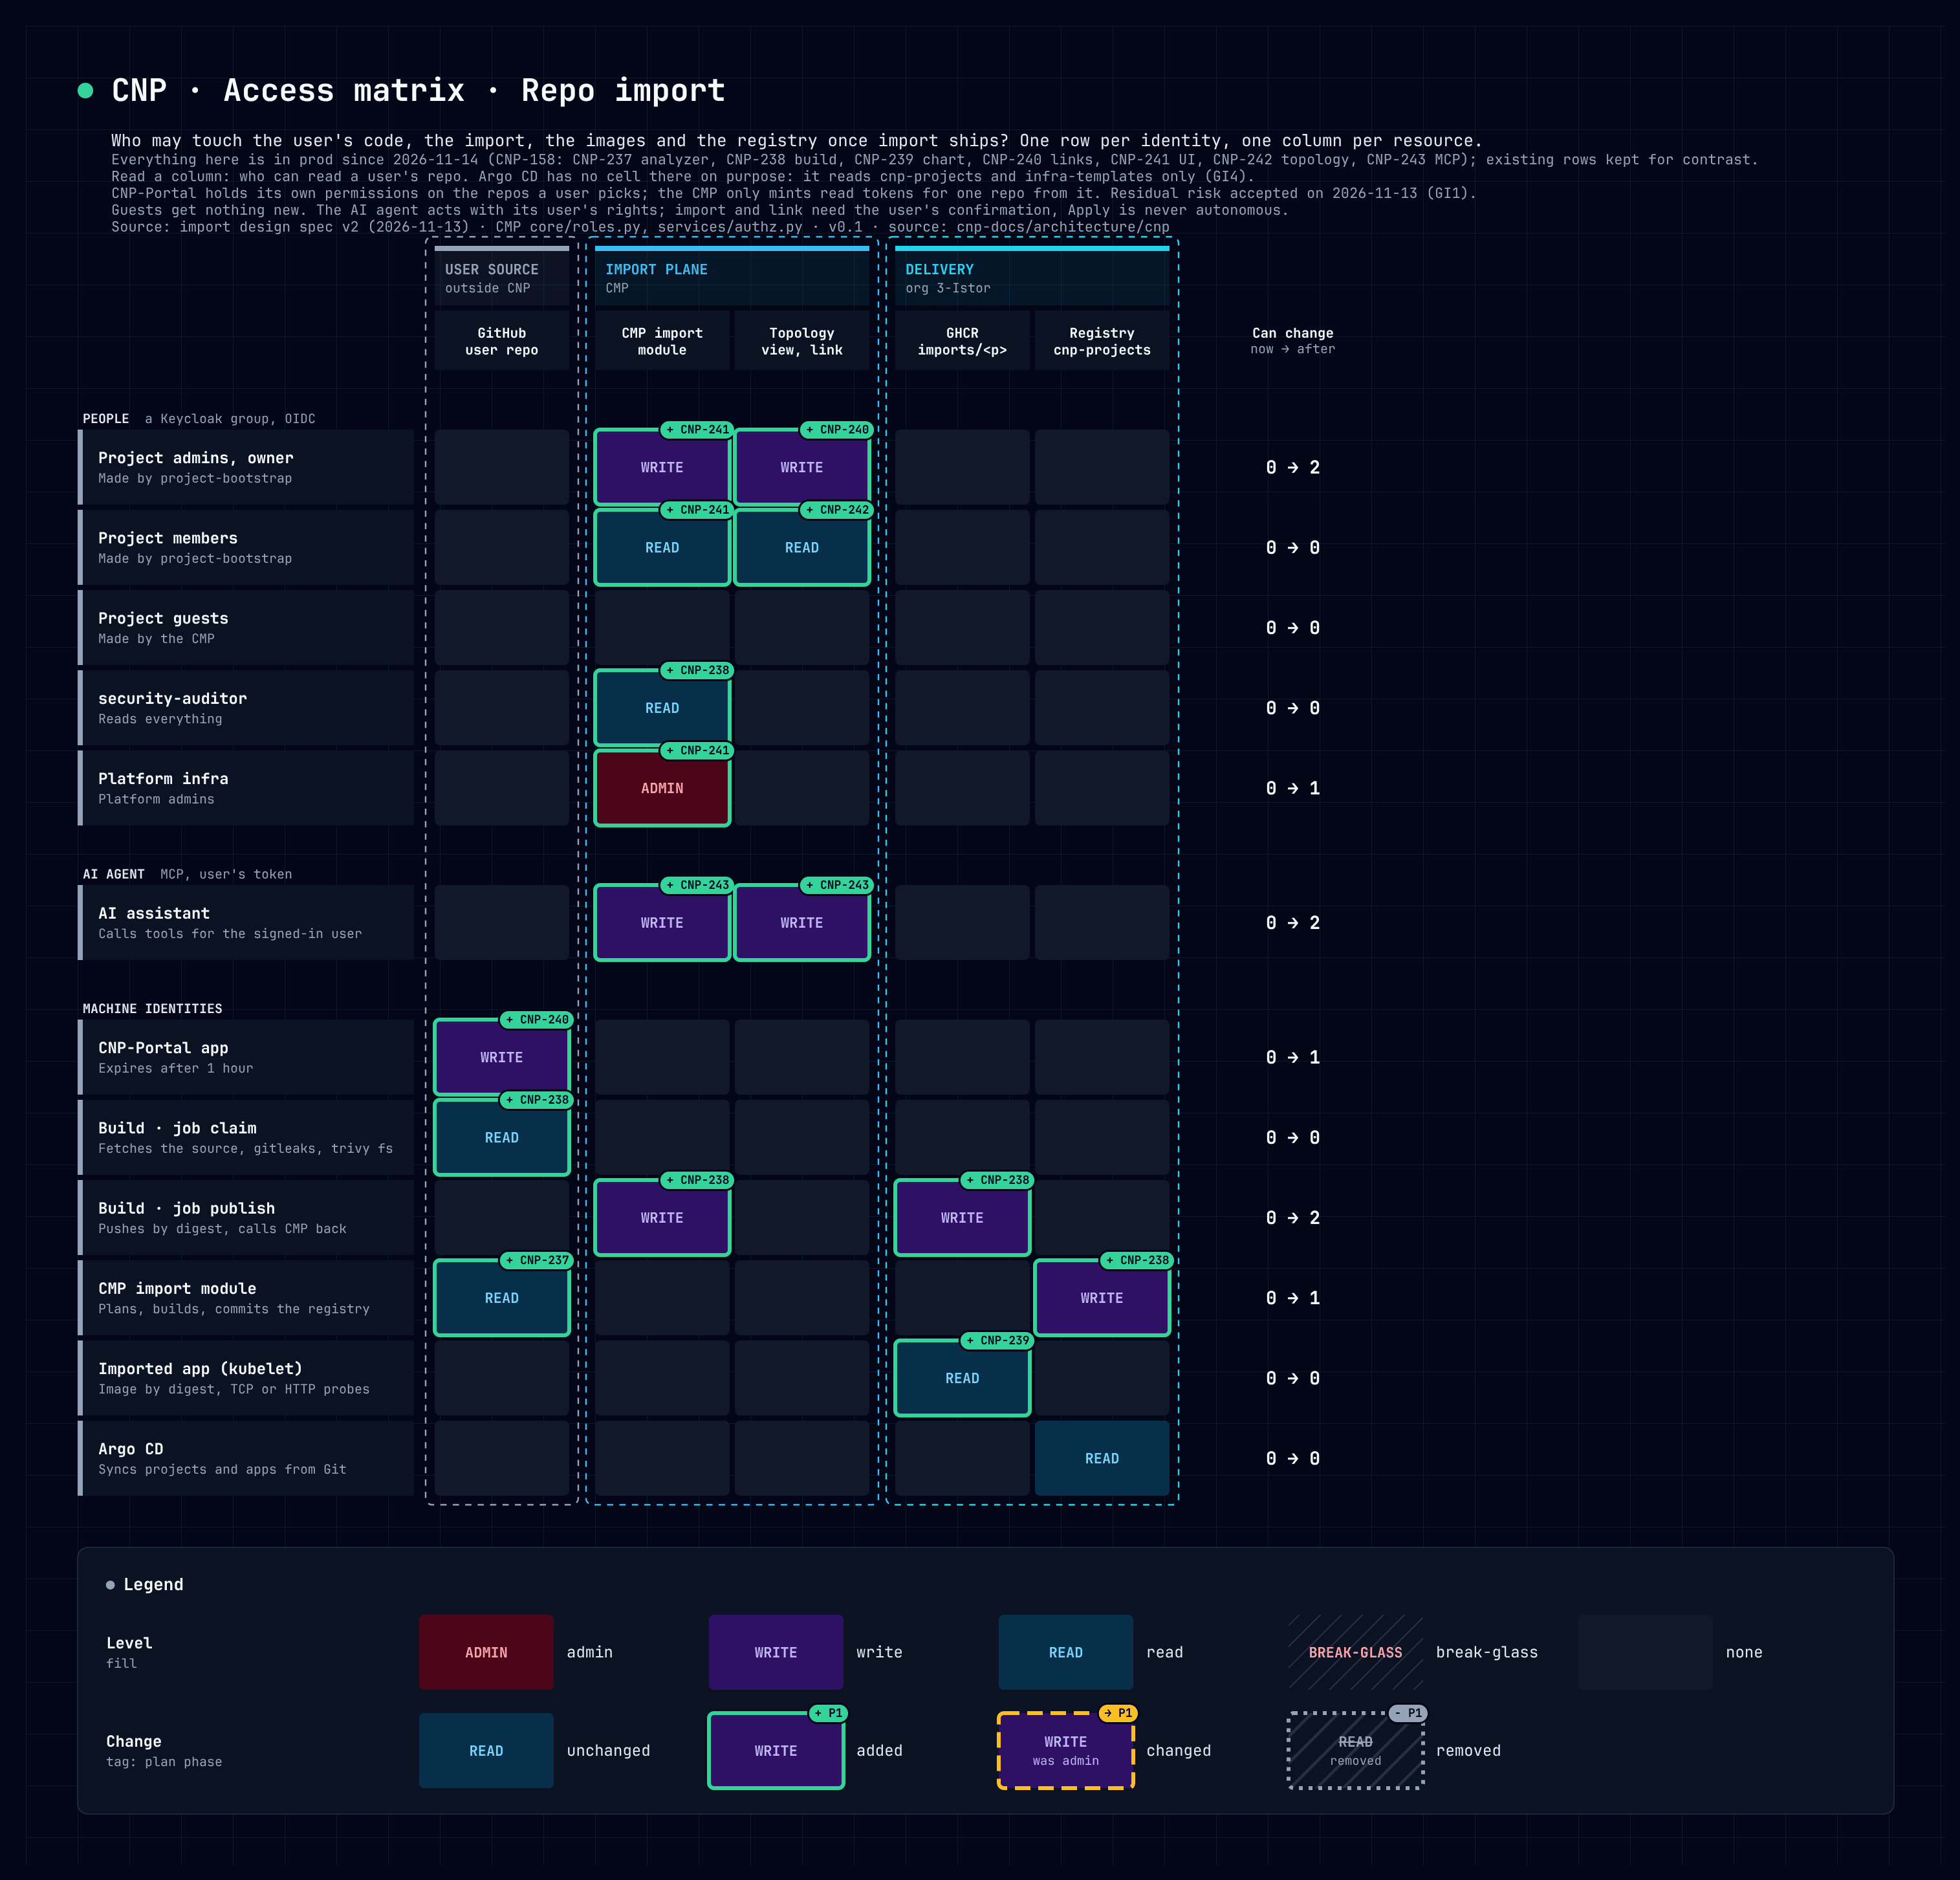 CNP · Access matrix · Repo import
Who may touch the user's code, the import, the images and the registry once import ships? One row per identity, one column per resource.
Everything here is in prod since 2026-11-14 (CNP-158: CNP-237 analyzer, CNP-238 build, CNP-239 chart, CNP-240 links, CNP-241 UI, CNP-242 topology, CNP-243 MCP); existing rows kept for contrast.
Read a column: who can read a user's repo. Argo CD has no cell there on purpose: it reads cnp-projects and infra-templates only (GI4).
CNP-Portal holds its own permissions on the repos a user picks; the CMP only mints read tokens for one repo from it. Residual risk accepted on 2026-11-13 (GI1).
Guests get nothing new. The AI agent acts with its user's rights; import and link need the user's confirmation, Apply is never autonomous.
Source: import design spec v2 (2026-11-13) · CMP core/roles.py, services/authz.py · v0.1 · source: cnp-docs/architecture/cnp
USER SOURCE
outside CNP
IMPORT PLANE
CMP
DELIVERY
org 3-Istor
GitHub
user repo
CMP import
module
Topology
view, link
GHCR
imports/<p>
Registry
cnp-projects
Can change
now → after
PEOPLE a Keycloak group, OIDC
Project admins, owner
Made by project-bootstrap
+ CNP-241
WRITE
+ CNP-240
WRITE
0 → 2
Project members
Made by project-bootstrap
+ CNP-241
READ
+ CNP-242
READ
0 → 0
Project guests
Made by the CMP
0 → 0
security-auditor
Reads everything
+ CNP-238
READ
0 → 0
Platform infra
Platform admins
+ CNP-241
ADMIN
0 → 1
AI AGENT MCP, user's token
AI assistant
Calls tools for the signed-in user
+ CNP-243
WRITE
+ CNP-243
WRITE
0 → 2
MACHINE IDENTITIES
CNP-Portal app
Expires after 1 hour
+ CNP-240
WRITE
0 → 1
Build · job claim
Fetches the source, gitleaks, trivy fs
+ CNP-238
READ
0 → 0
Build · job publish
Pushes by digest, calls CMP back
+ CNP-238
WRITE
+ CNP-238
WRITE
0 → 2
CMP import module
Plans, builds, commits the registry
+ CNP-237
READ
+ CNP-238
WRITE
0 → 1
Imported app (kubelet)
Image by digest, TCP or HTTP probes
+ CNP-239
READ
0 → 0
Argo CD
Syncs projects and apps from Git
READ
0 → 0
Legend
Level
fill
ADMIN
admin
WRITE
write
READ
read
BREAK-GLASS
break-glass
none
Change
tag: plan phase
READ
unchanged
+ P1
WRITE
added
→ P1
WRITE
was admin
changed
- P1
READ
removed
removed